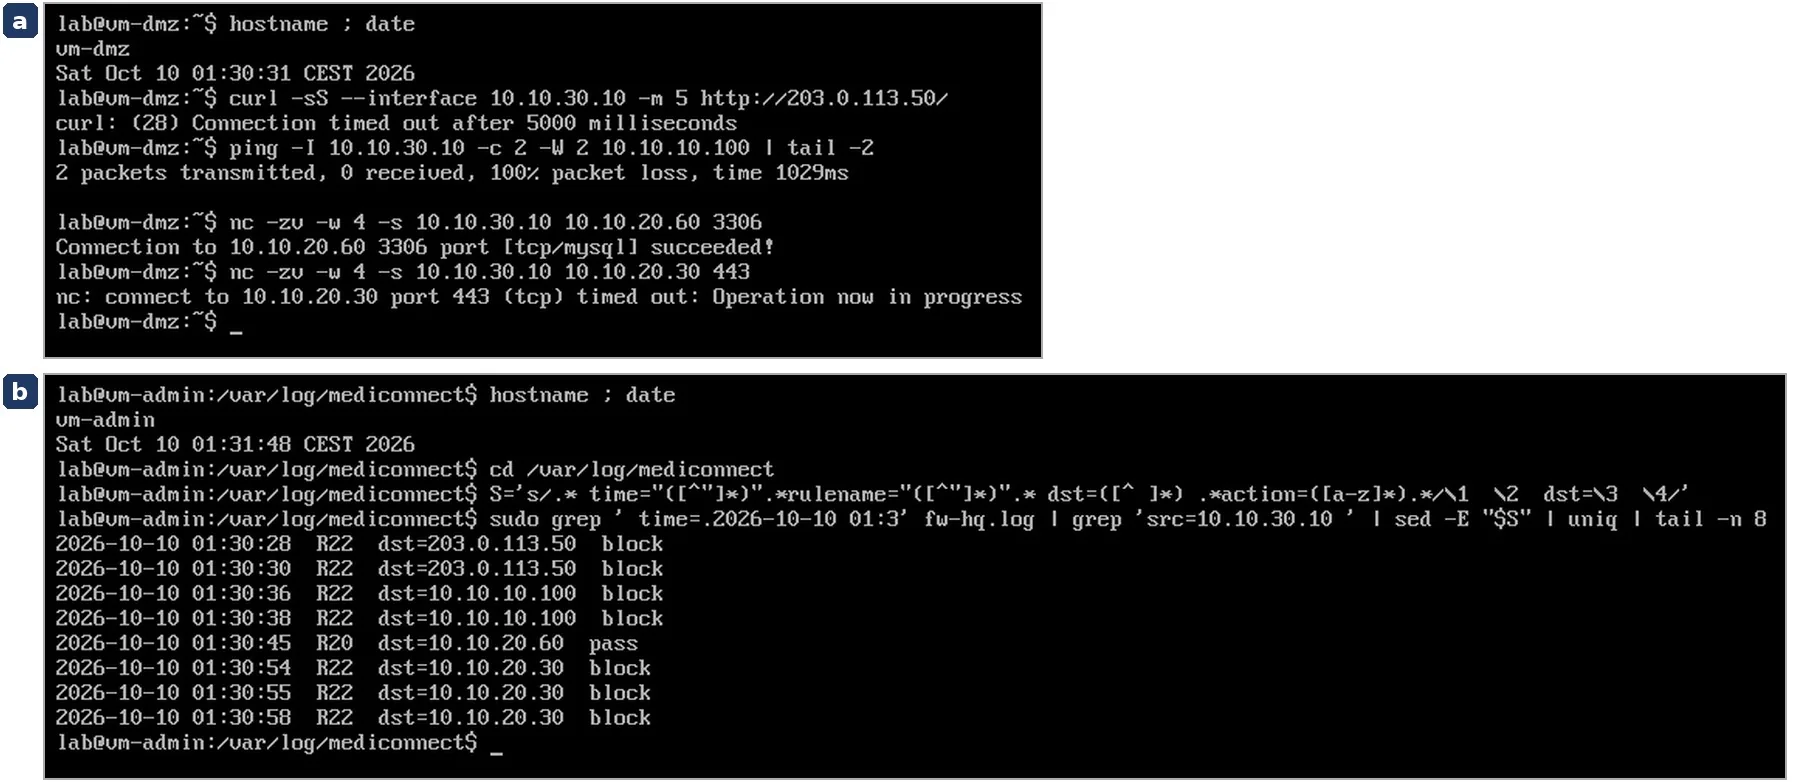 a
lab@vm-dmz:~$ hostname ; date
vm-dmz
Sat Oct 10 01:30:31 CEST 2026
lab@vm-dmz:~$ curl -sS --interface 10.10.30.10 -m 5 http://203.0.113.50/
curl: (28) Connection timed out after 5000 milliseconds
lab@vm-dmz:~$ ping -I 10.10.30.10 -c 2 -W 2 10.10.10.100 | tail -2
2 packets transmitted, 0 received, 100% packet loss, time 1029ms
lab@vm-dmz:~$ nc -zv -w 4 -s 10.10.30.10 10.10.20.60 3306
Connection to 10.10.20.60 3306 port [tcp/mysql] succeeded!
lab@vm-dmz:~$ nc -zv -w 4 -s 10.10.30.10 10.10.20.30 443
nc: connect to 10.10.20.30 port 443 (tcp) timed out: Operation now in progress
lab@vm-dmz:~$ _
b
lab@vm-admin:/var/log/mediconnect$ hostname ; date
vm-admin
Sat Oct 10 01:31:48 CEST 2026
lab@vm-admin:/var/log/mediconnect$ cd /var/log/mediconnect
lab@vm-admin:/var/log/mediconnect$ S='s/.* time="([^"]*)".*rulename="([^"]*)".* dst=([^ ]*) .*action=([a-z]*).*/\1  \2  dst=\3  \4/'
lab@vm-admin:/var/log/mediconnect$ sudo grep ' time=.2026-10-10 01:3' fw-hq.log | grep 'src=10.10.30.10 ' | sed -E "$S" | uniq | tail -n 8
2026-10-10 01:30:28  R22  dst=203.0.113.50  block
2026-10-10 01:30:30  R22  dst=203.0.113.50  block
2026-10-10 01:30:36  R22  dst=10.10.10.100  block
2026-10-10 01:30:38  R22  dst=10.10.10.100  block
2026-10-10 01:30:45  R20  dst=10.10.20.60  pass
2026-10-10 01:30:54  R22  dst=10.10.20.30  block
2026-10-10 01:30:55  R22  dst=10.10.20.30  block
2026-10-10 01:30:58  R22  dst=10.10.20.30  block
lab@vm-admin:/var/log/mediconnect$ _